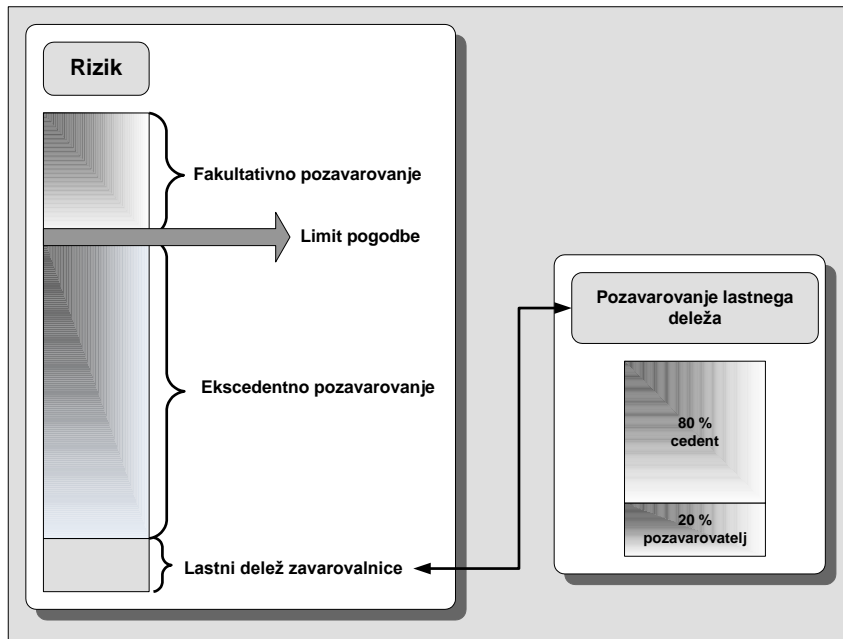 Rizik
Fakultativno pozavarovanje
Limit pogodbe
Ekscedentno pozavarovanje
Lastni delež zavarovalnice
Pozavarovanje lastnega
deleža
80 %
cedent
20 %
pozavarovatelj